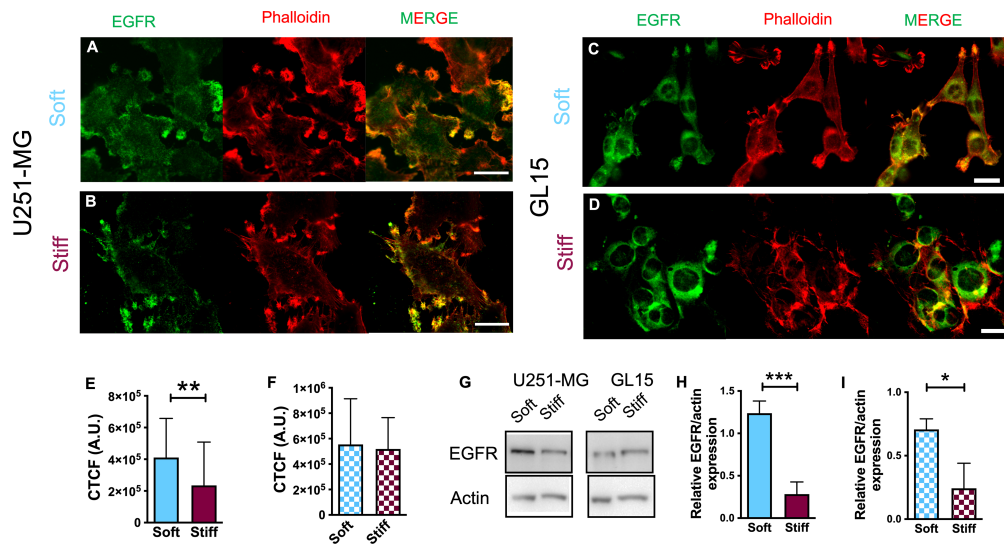 EGFR Phalloidin MERGE
EGFR Phalloidin MERGE
U251-MG
Soft
A
Stiff
B
GL15
Soft
C
Stiff
D
E
**
CTCF (A.U.)
8×10⁵
6×10⁵
4×10⁵
2×10⁵
0
Soft Stiff
F
CTCF (A.U.)
1×10⁶
8×10⁵
6×10⁵
4×10⁵
2×10⁵
0
Soft Stiff
G
U251-MG GL15
Soft Stiff Soft Stiff
EGFR
Actin
H
***
Relative EGFR/actin
expression
1.5
1.0
0.5
0.0
Soft Stiff
I
*
Relative EGFR/actin
expression
1.0
0.5
0.0
Soft Stiff